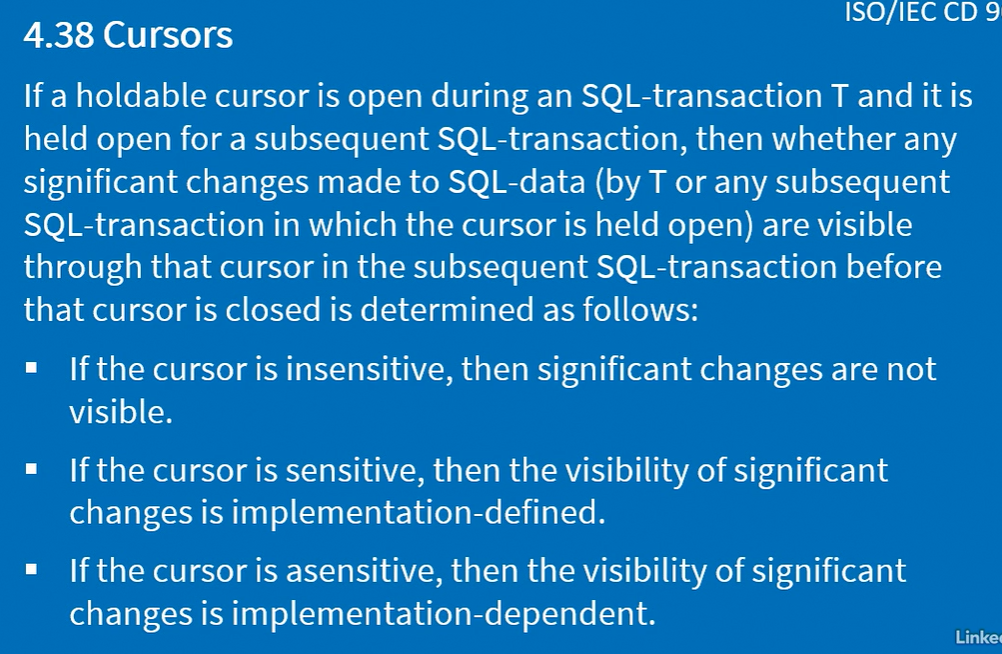 ISO/IEC CD 9
4.38 Cursors
If a holdable cursor is open during an SQL-transaction T and it is
held open for a subsequent SQL-transaction, then whether any
significant changes made to SQL-data (by T or any subsequent
SQL-transaction in which the cursor is held open) are visible
through that cursor in the subsequent SQL-transaction before
that cursor is closed is determined as follows:
▪ If the cursor is insensitive, then significant changes are not
visible.
▪ If the cursor is sensitive, then the visibility of significant
changes is implementation-defined.
▪ If the cursor is asensitive, then the visibility of significant
changes is implementation-dependent.
Linke